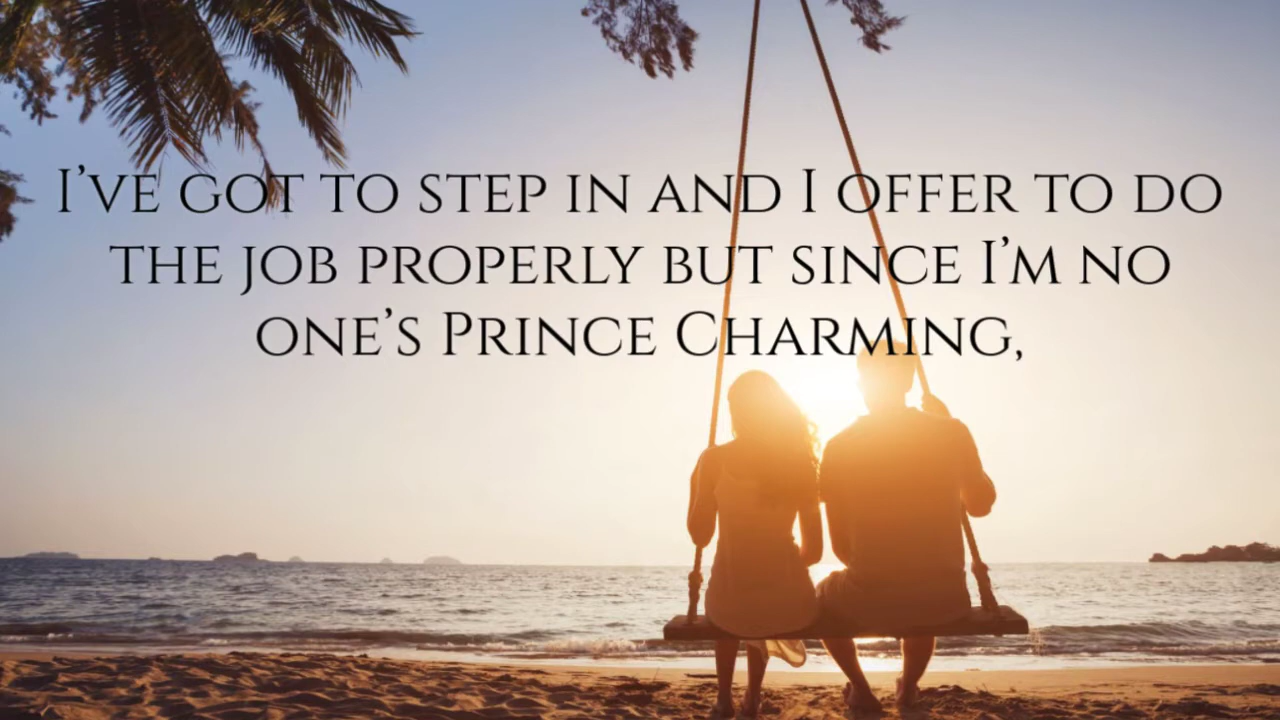 I’ve got to step in and I offer to do
the job properly but since I’m no
one’s Prince Charming,